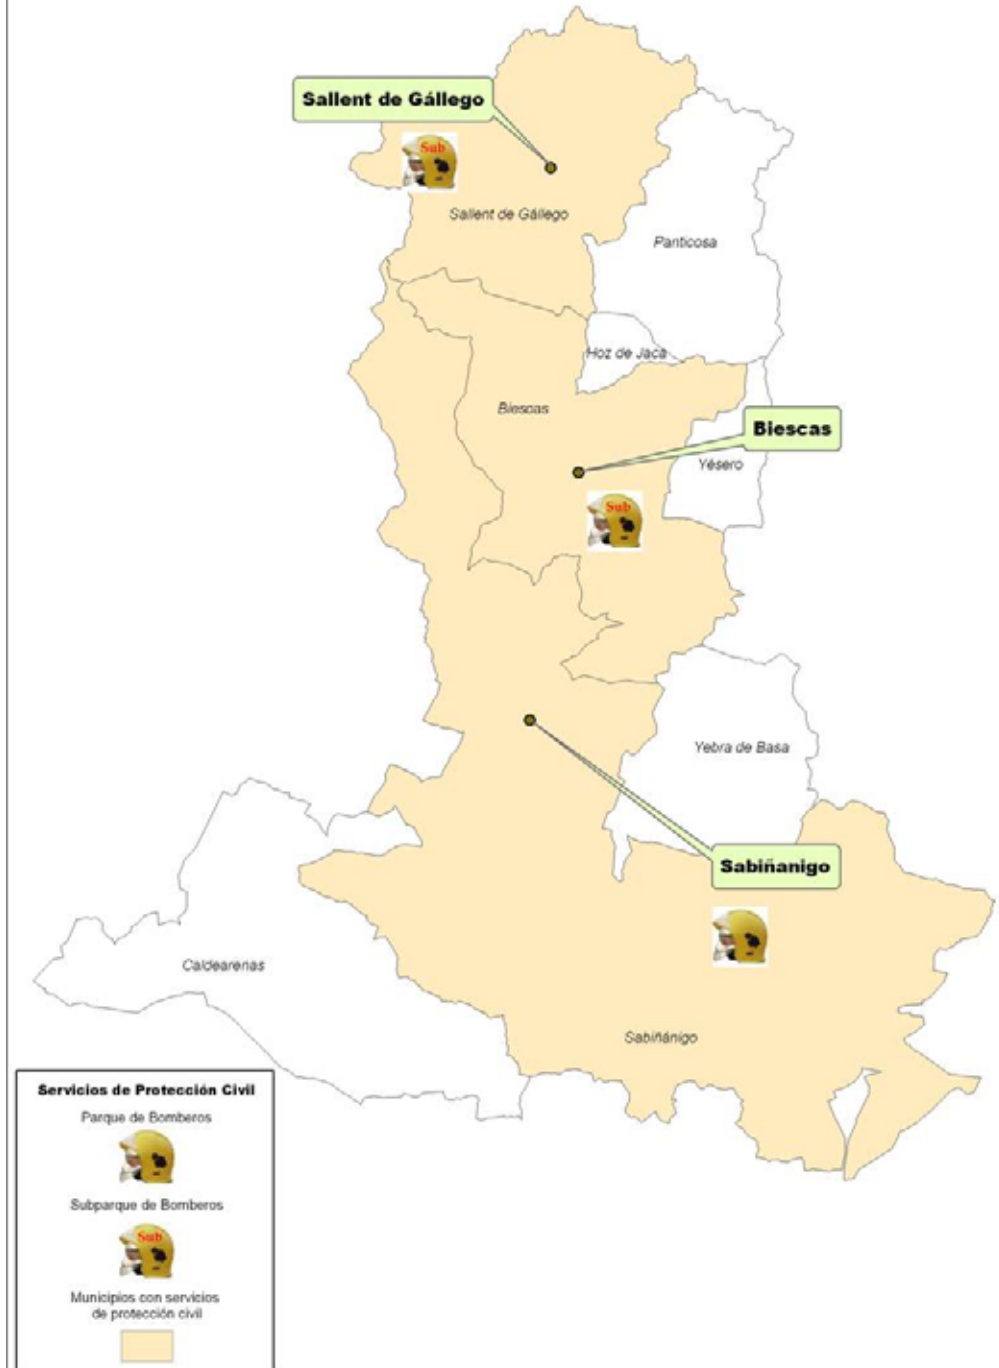 Sallent de Gállego
Sub
Sallent de Gállego
Panticosa
Hoz de Jaca
Biescas
Biescas
Yésero
Sub
Yebra de Basa
Sabiñanigo
Caldearenas
Sabiñánigo
Servicios de Protección Civil
Parque de Bomberos
Subparque de Bomberos
Sub
Municipios con servicios
de protección civil